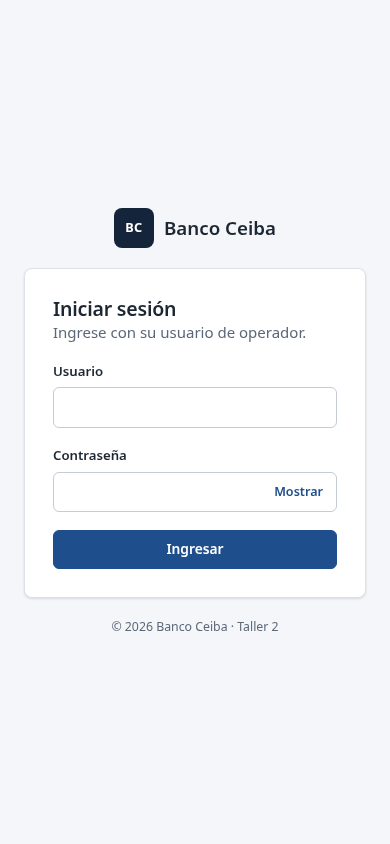 BC
Banco Ceiba
Iniciar sesión
Ingrese con su usuario de operador.
Usuario
Contraseña
Mostrar
Ingresar
© 2026 Banco Ceiba · Taller 2